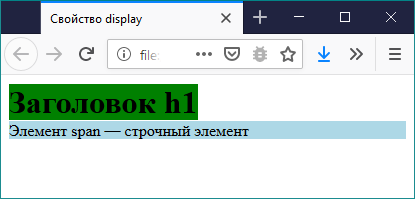 Свойство display
file:
Заголовок h1
Элемент span — строчный элемент